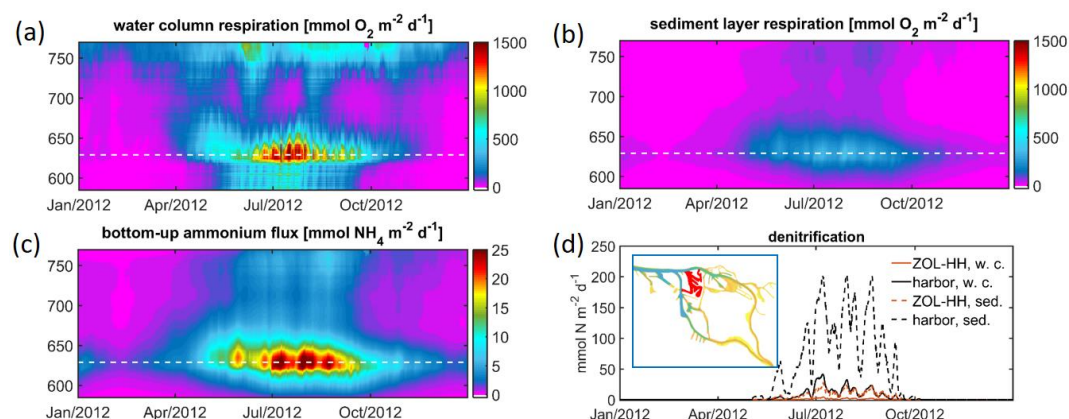 (a)
water column respiration [mmol O2 m-2 d-1]
750
700
650
600
Jan/2012 Apr/2012 Jul/2012 Oct/2012
1500
1000
500
0
(b)
sediment layer respiration [mmol O2 m-2 d-1]
750
700
650
600
Jan/2012 Apr/2012 Jul/2012 Oct/2012
1500
1000
500
0
(c)
bottom-up ammonium flux [mmol NH4 m-2 d-1]
750
700
650
600
Jan/2012 Apr/2012 Jul/2012 Oct/2012
25
20
15
10
5
0
(d)
denitrification
mmol N m-2 d-1
250
200
150
100
50
0
Jan/2012 Apr/2012 Jul/2012 Oct/2012
ZOL-HH, w. c.
harbor, w. c.
ZOL-HH, sed.
harbor, sed.